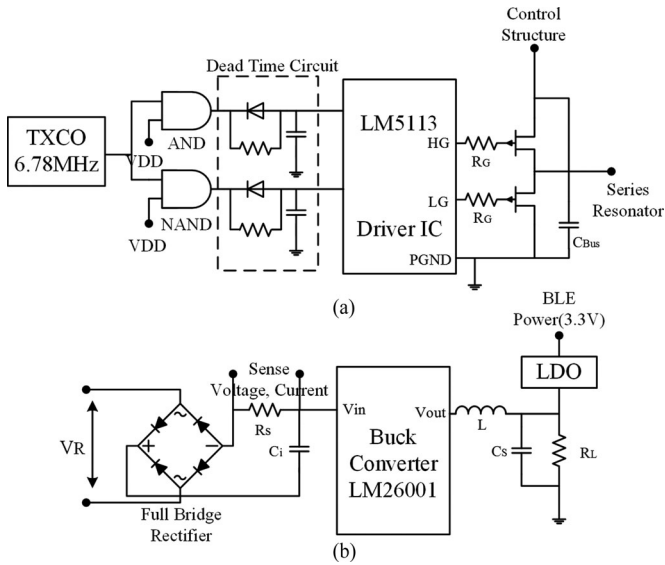 Control
Structure
Dead Time Circuit
TXCO
6.78MHz
VDD
AND
VDD
NAND
LM5113
HG
RG
LG
RG
Driver IC
PGND
Series
Resonator
CBus
(a)
BLE
Power(3.3V)
LDO
Sense
Voltage, Current
Rs
Ci
Vin
Vout
Buck
Converter
LM26001
L
Cs
RL
VR
~
+
−
~
Full Bridge
Rectifier
(b)